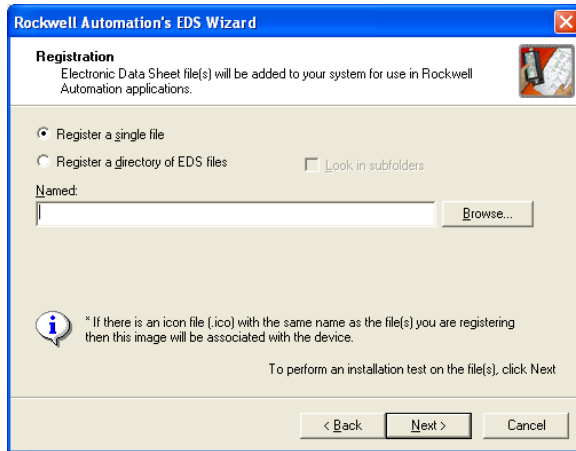 Rockwell Automation's EDS Wizard
Registration
Electronic Data Sheet file(s) will be added to your system for use in Rockwell
Automation applications.
Register a single file
Register a directory of EDS files
Look in subfolders
Named:
Browse...
* If there is an icon file (.ico) with the same name as the file(s) you are registering
then this image will be associated with the device.
To perform an installation test on the file(s), click Next
< Back
Next >
Cancel